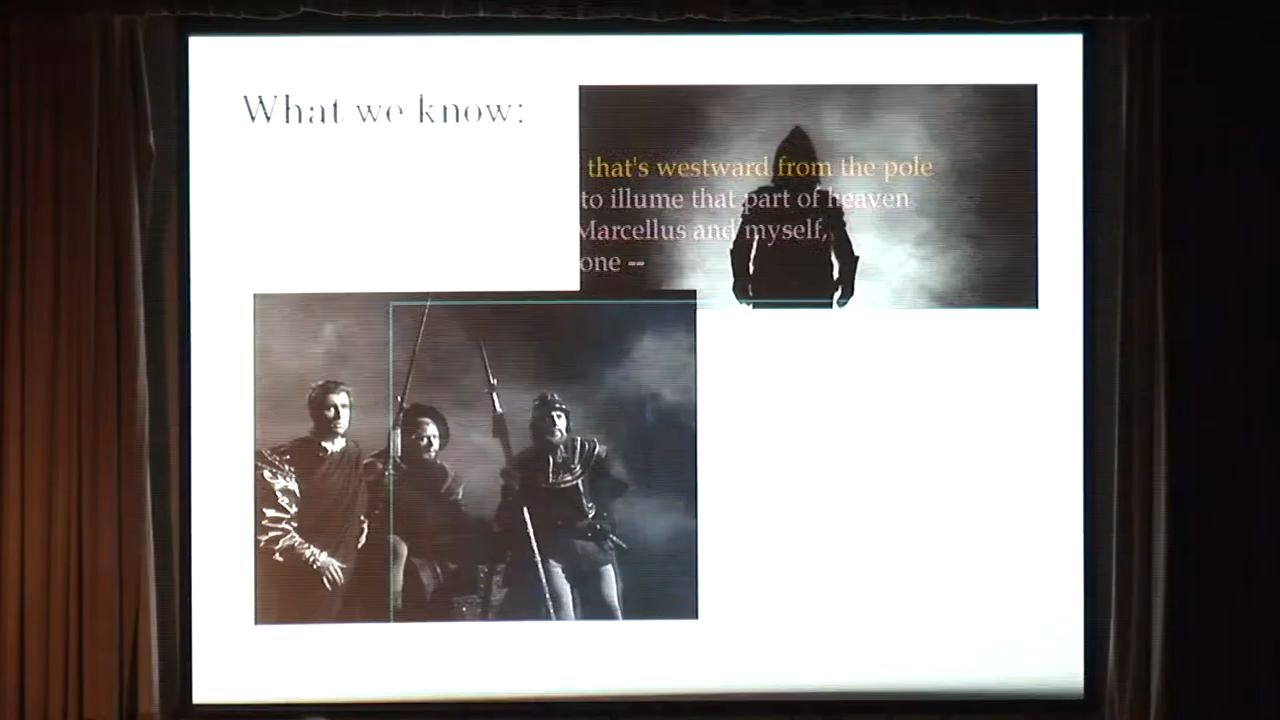 What we know:
that's westward from the pole
to illume that part of heaven
Marcellus and myself,
one --